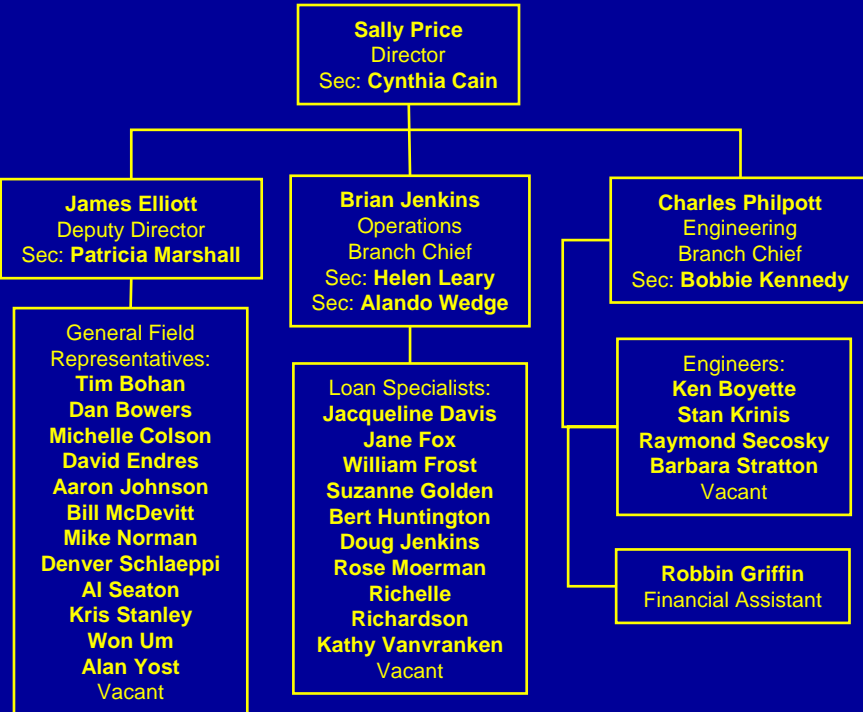 Sally Price
Director
Sec: Cynthia Cain
James Elliott
Deputy Director
Sec: Patricia Marshall
General Field
Representatives:
Tim Bohan
Dan Bowers
Michelle Colson
David Endres
Aaron Johnson
Bill McDevitt
Mike Norman
Denver Schlaeppi
Al Seaton
Kris Stanley
Won Um
Alan Yost
Vacant
Brian Jenkins
Operations
Branch Chief
Sec: Helen Leary
Sec: Alando Wedge
Loan Specialists:
Jacqueline Davis
Jane Fox
William Frost
Suzanne Golden
Bert Huntington
Doug Jenkins
Rose Moerman
Richelle
Richardson
Kathy Vanvranken
Vacant
Charles Philpott
Engineering
Branch Chief
Sec: Bobbie Kennedy
Engineers:
Ken Boyette
Stan Krinis
Raymond Secosky
Barbara Stratton
Vacant
Robbin Griffin
Financial Assistant